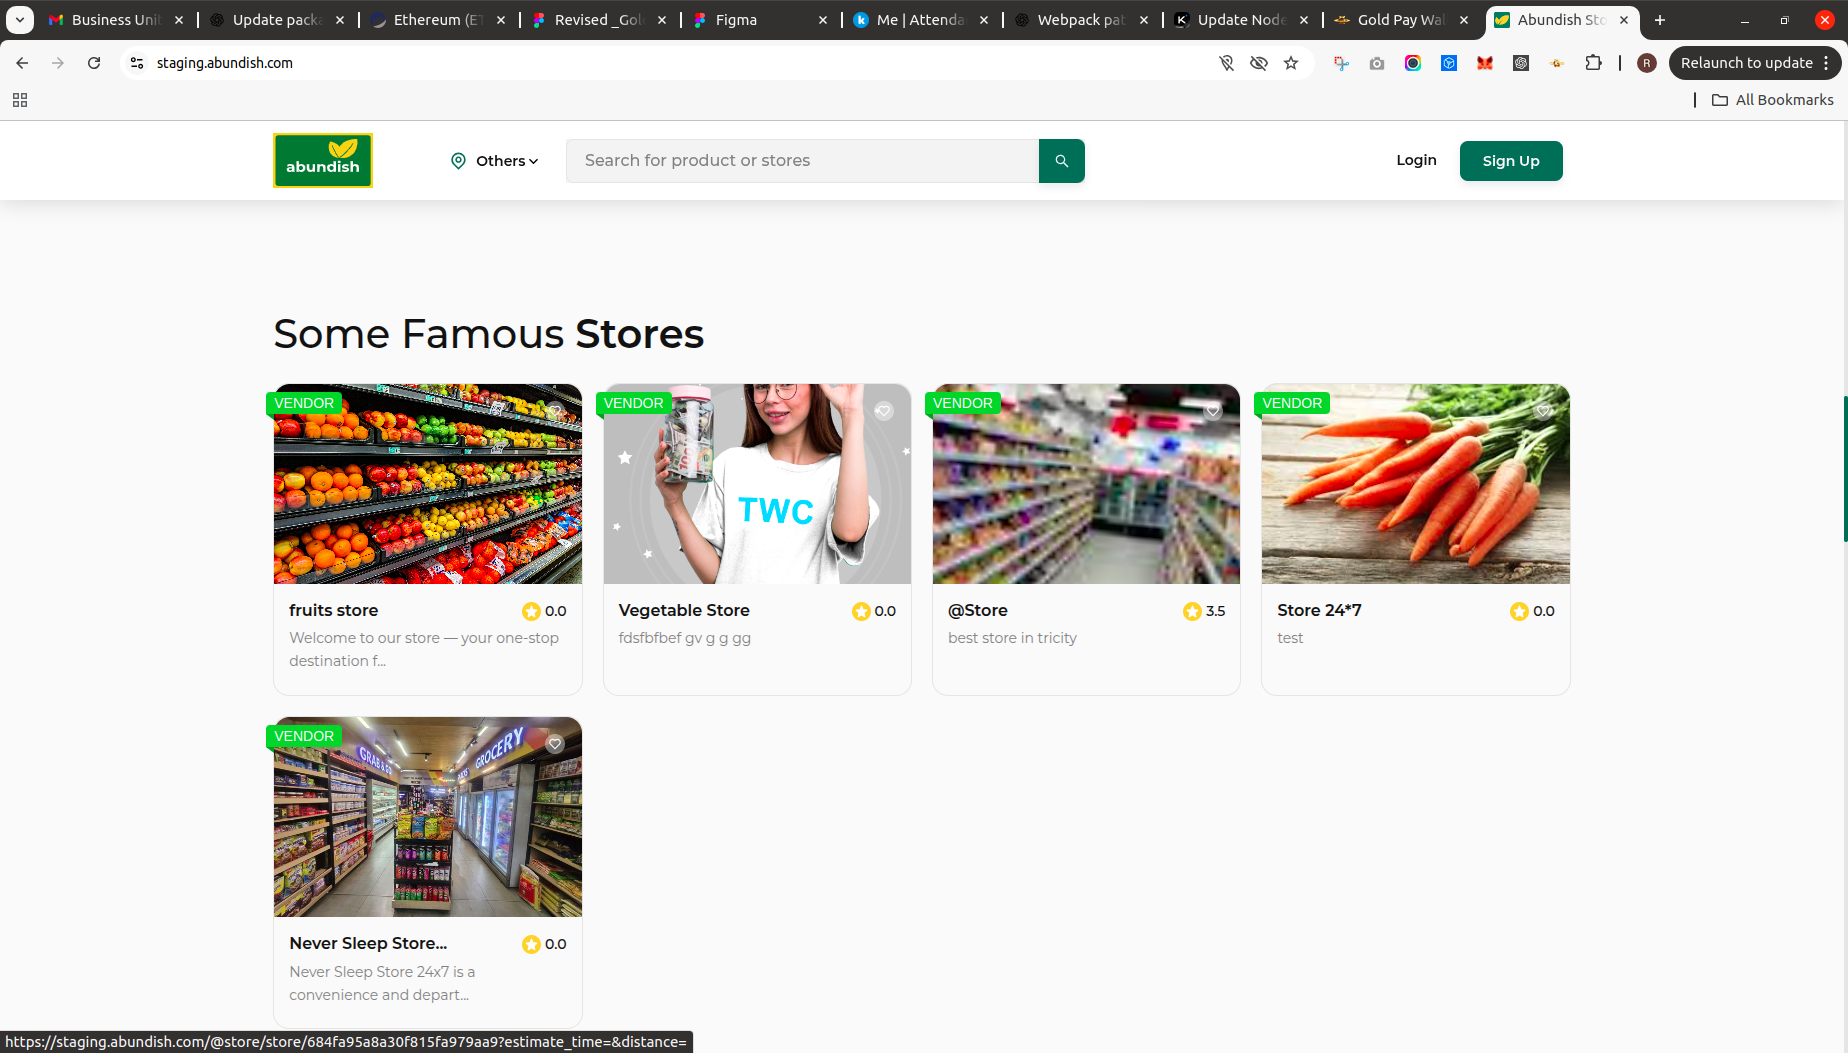 Business Uni
Update packa
Ethereum (ET
Revised _Gol
Figma
Me | Attenda
Webpack pat
Update Node
Gold Pay Wal
Abundish Sto
staging.abundish.com
R
Relaunch to update
All Bookmarks
abundish
Others
Search for product or stores
Login
Sign Up
Some Famous Stores
VENDOR
VENDOR
VENDOR
VENDOR
TWC
fruits store
0.0
Welcome to our store — your one-stop
destination f...
Vegetable Store
0.0
fdsfbfbef gv g g gg
@Store
3.5
best store in tricity
Store 24*7
0.0
test
VENDOR
GRAB & GO
GROCERY
Never Sleep Store...
0.0
Never Sleep Store 24x7 is a
convenience and depart...
https://staging.abundish.com/@store/store/684fa95a8a30f815fa979aa9?estimate_time=&distance=